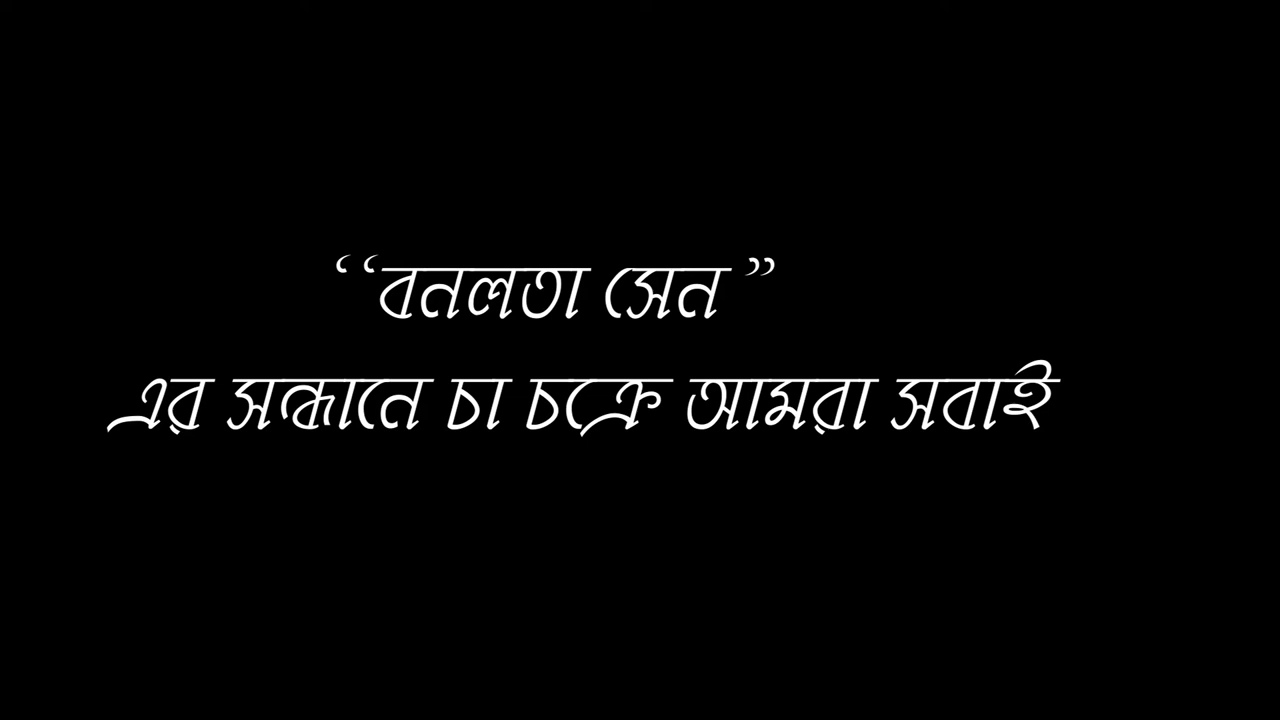 ‘‘বনলতা সেন”
এর সন্ধানে চা চক্রে আমরা সবাই